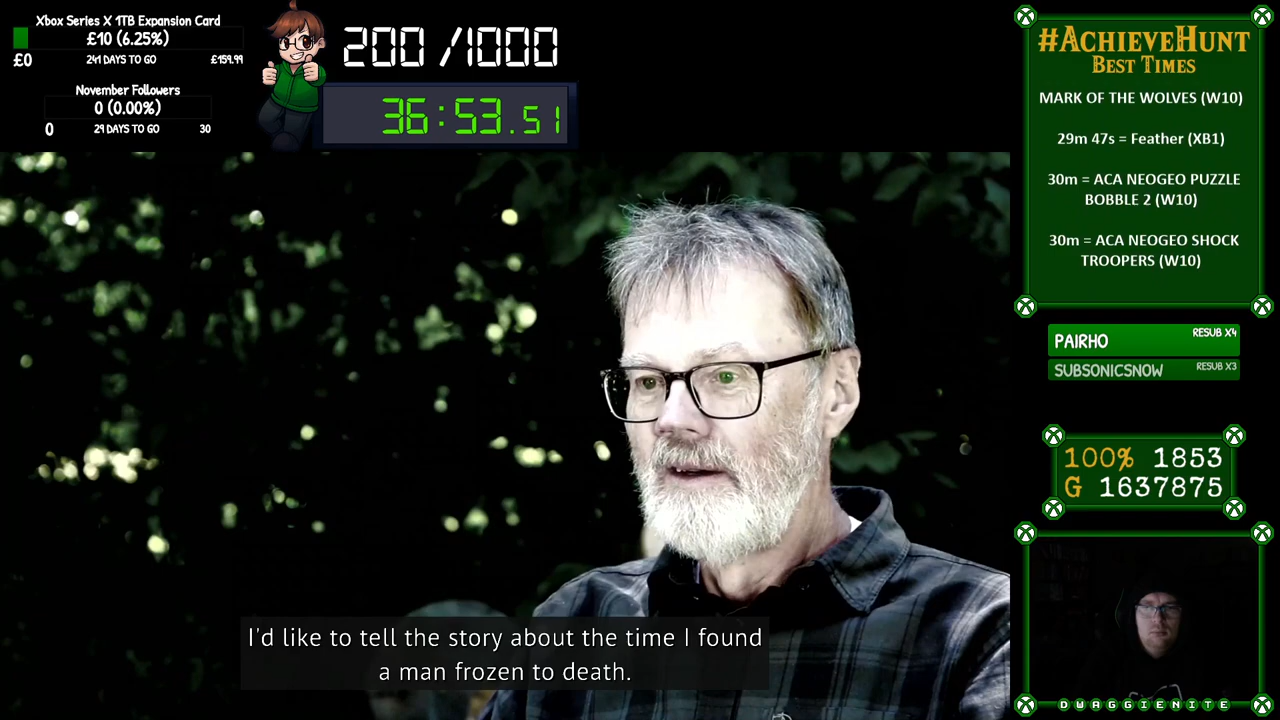 Xbox Series X 1TB Expansion Card
£10 (6.25%)
£0
241 DAYS TO GO
£159.99
November Followers
0 (0.00%)
0
29 DAYS TO GO
30
200 /1000
36:53.51
#ACHIEVEHUNT
BEST TIMES
MARK OF THE WOLVES (W10)
29m 47s = Feather (XB1)
30m = ACA NEOGEO PUZZLE
BOBBLE 2 (W10)
30m = ACA NEOGEO SHOCK
TROOPERS (W10)
PAIRHO
RESUB X4
SUBSONICSNOW
RESUB X3
100% 1853
G 1637875
I'd like to tell the story about the time I found
a man frozen to death.
DWAGGIENITE